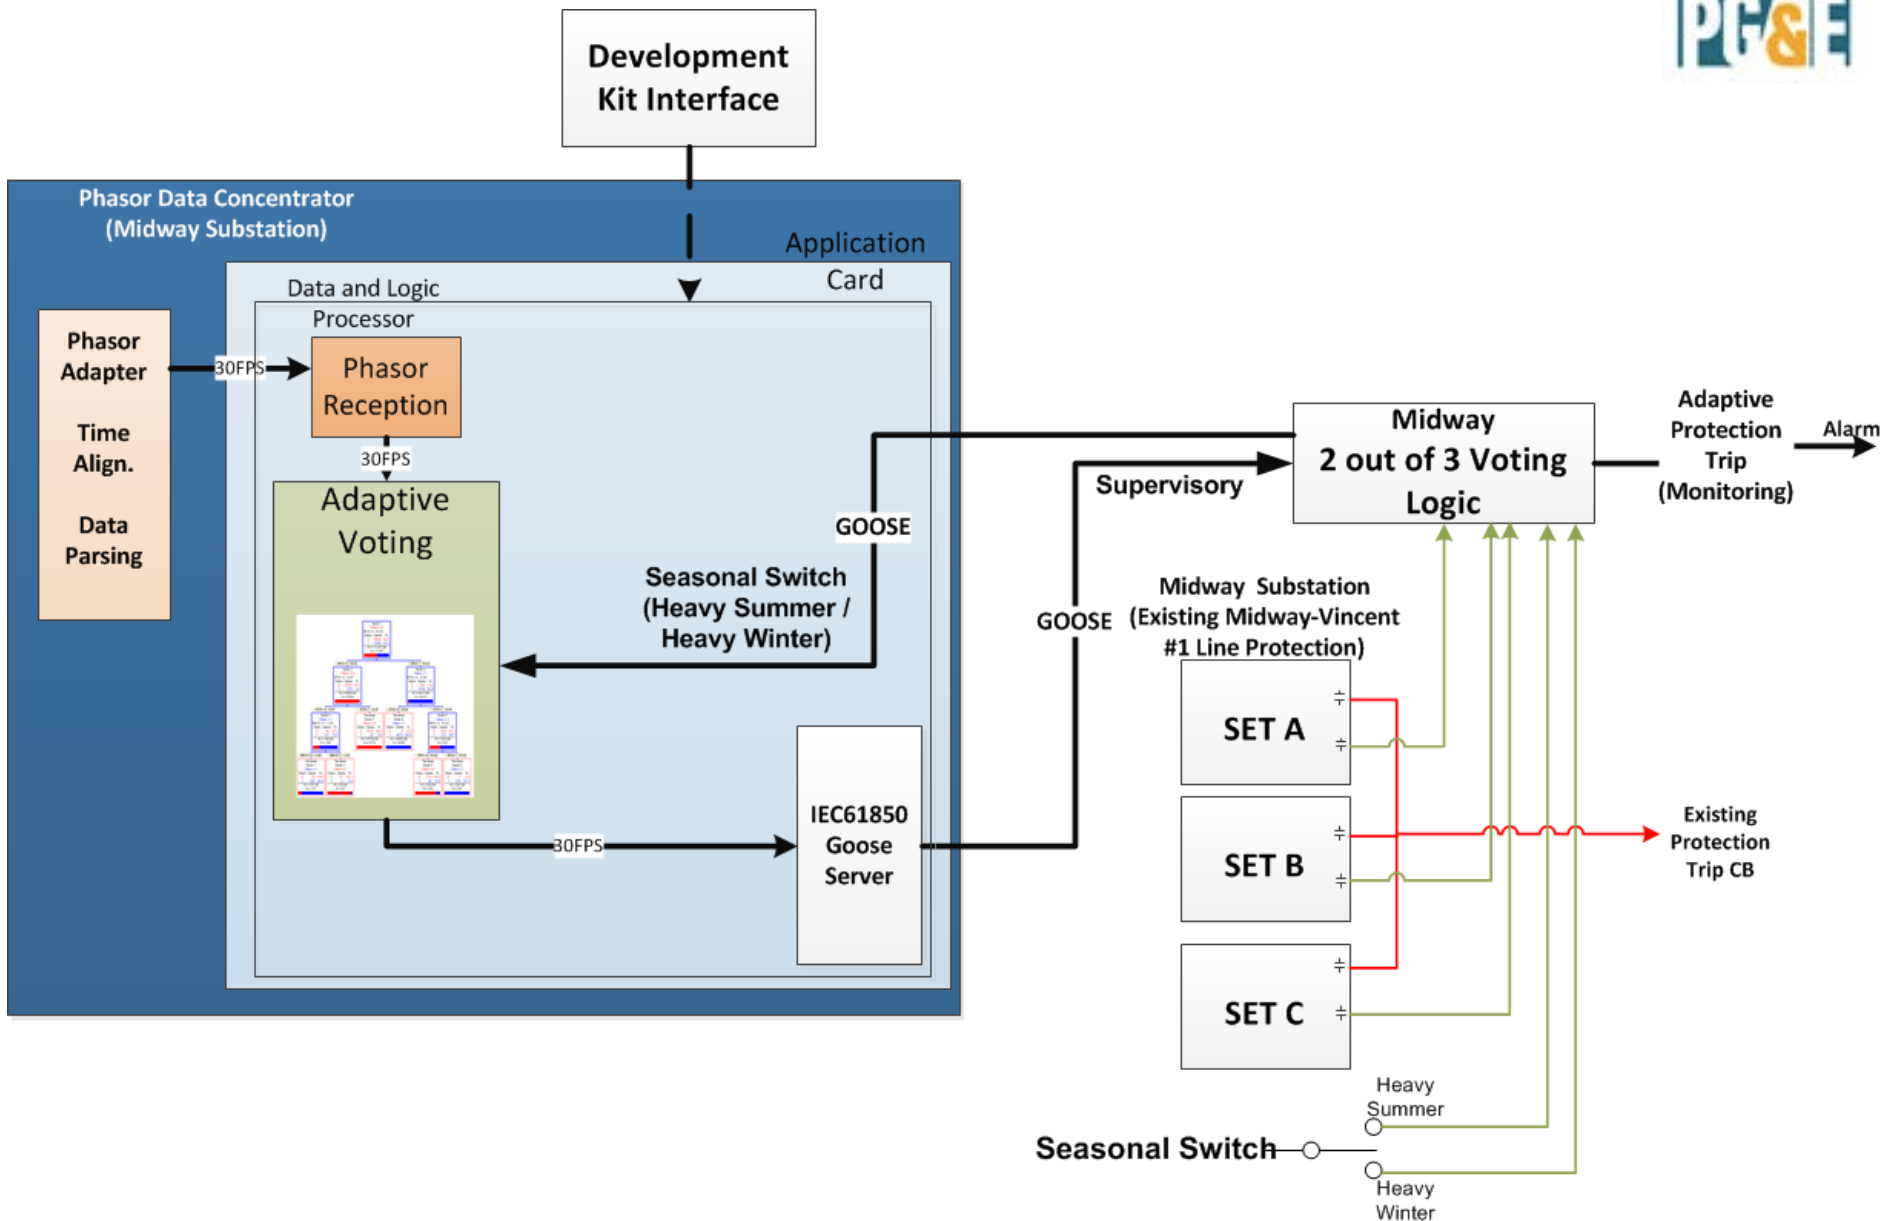 PG&E
Development
Kit Interface
Phasor Data Concentrator
(Midway Substation)
Application
Card
Data and Logic
Processor
Phasor
Adapter
Time
Align.
Data
Parsing
30FPS
Phasor
Reception
30FPS
Adaptive
Voting
GOOSE
Seasonal Switch
(Heavy Summer /
Heavy Winter)
30FPS
IEC61850
Goose
Server
GOOSE
Supervisory
Midway
2 out of 3 Voting
Logic
Adaptive
Protection
Trip
(Monitoring)
Alarm
Midway Substation
(Existing Midway-Vincent
#1 Line Protection)
SET A
SET B
SET C
Existing
Protection
Trip CB
Seasonal Switch
Heavy
Summer
Heavy
Winter